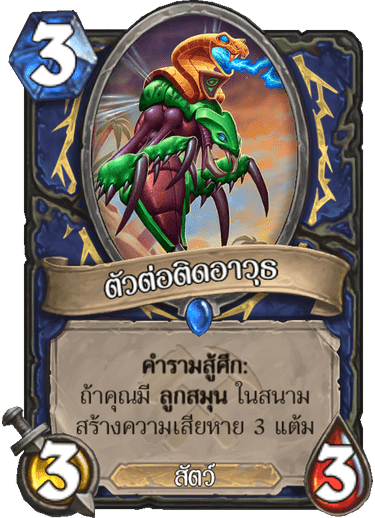 3
ตัวต่อติดอาวุธ
คำรามสู้ศึก:
ถ้าคุณมี ลูกสมุน ในสนาม
สร้างความเสียหาย 3 แต้ม
3
สัตว์
3